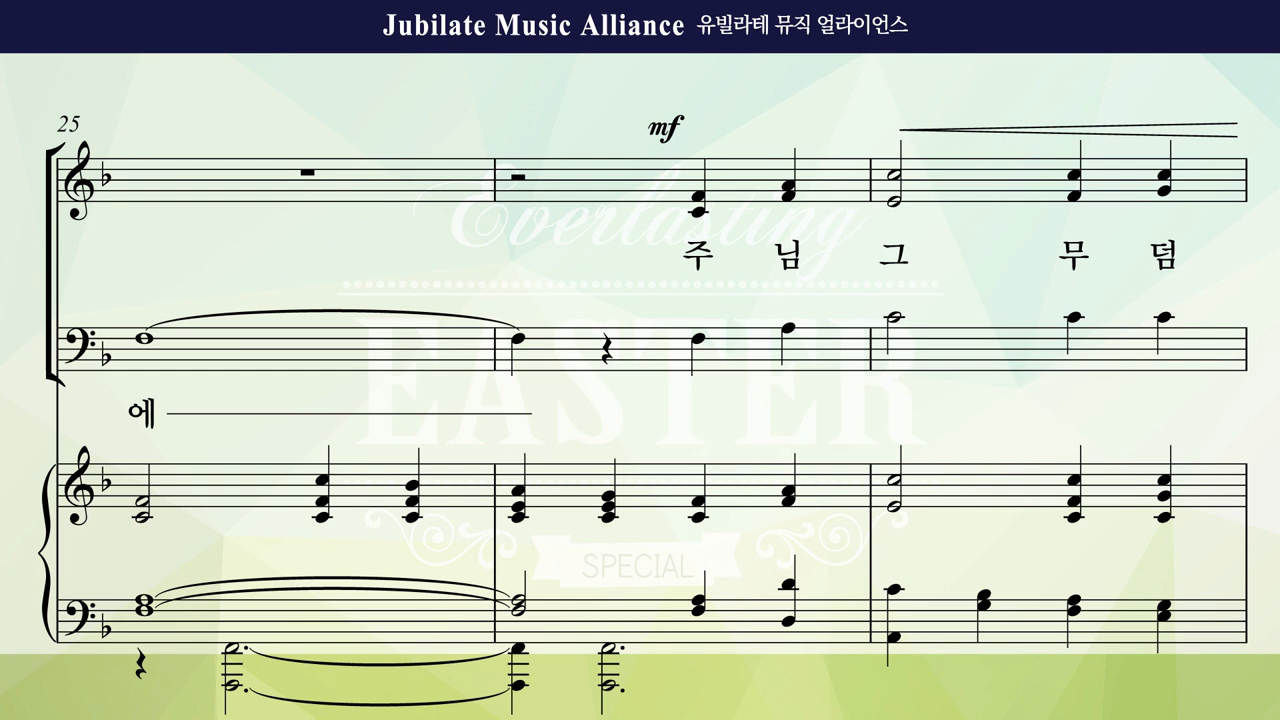 Jubilate Music Alliance 유빌라테 뮤직 얼라이언스
25
mf
Everlasting
주 님 그 무 덤
EASTER
에
SPECIAL